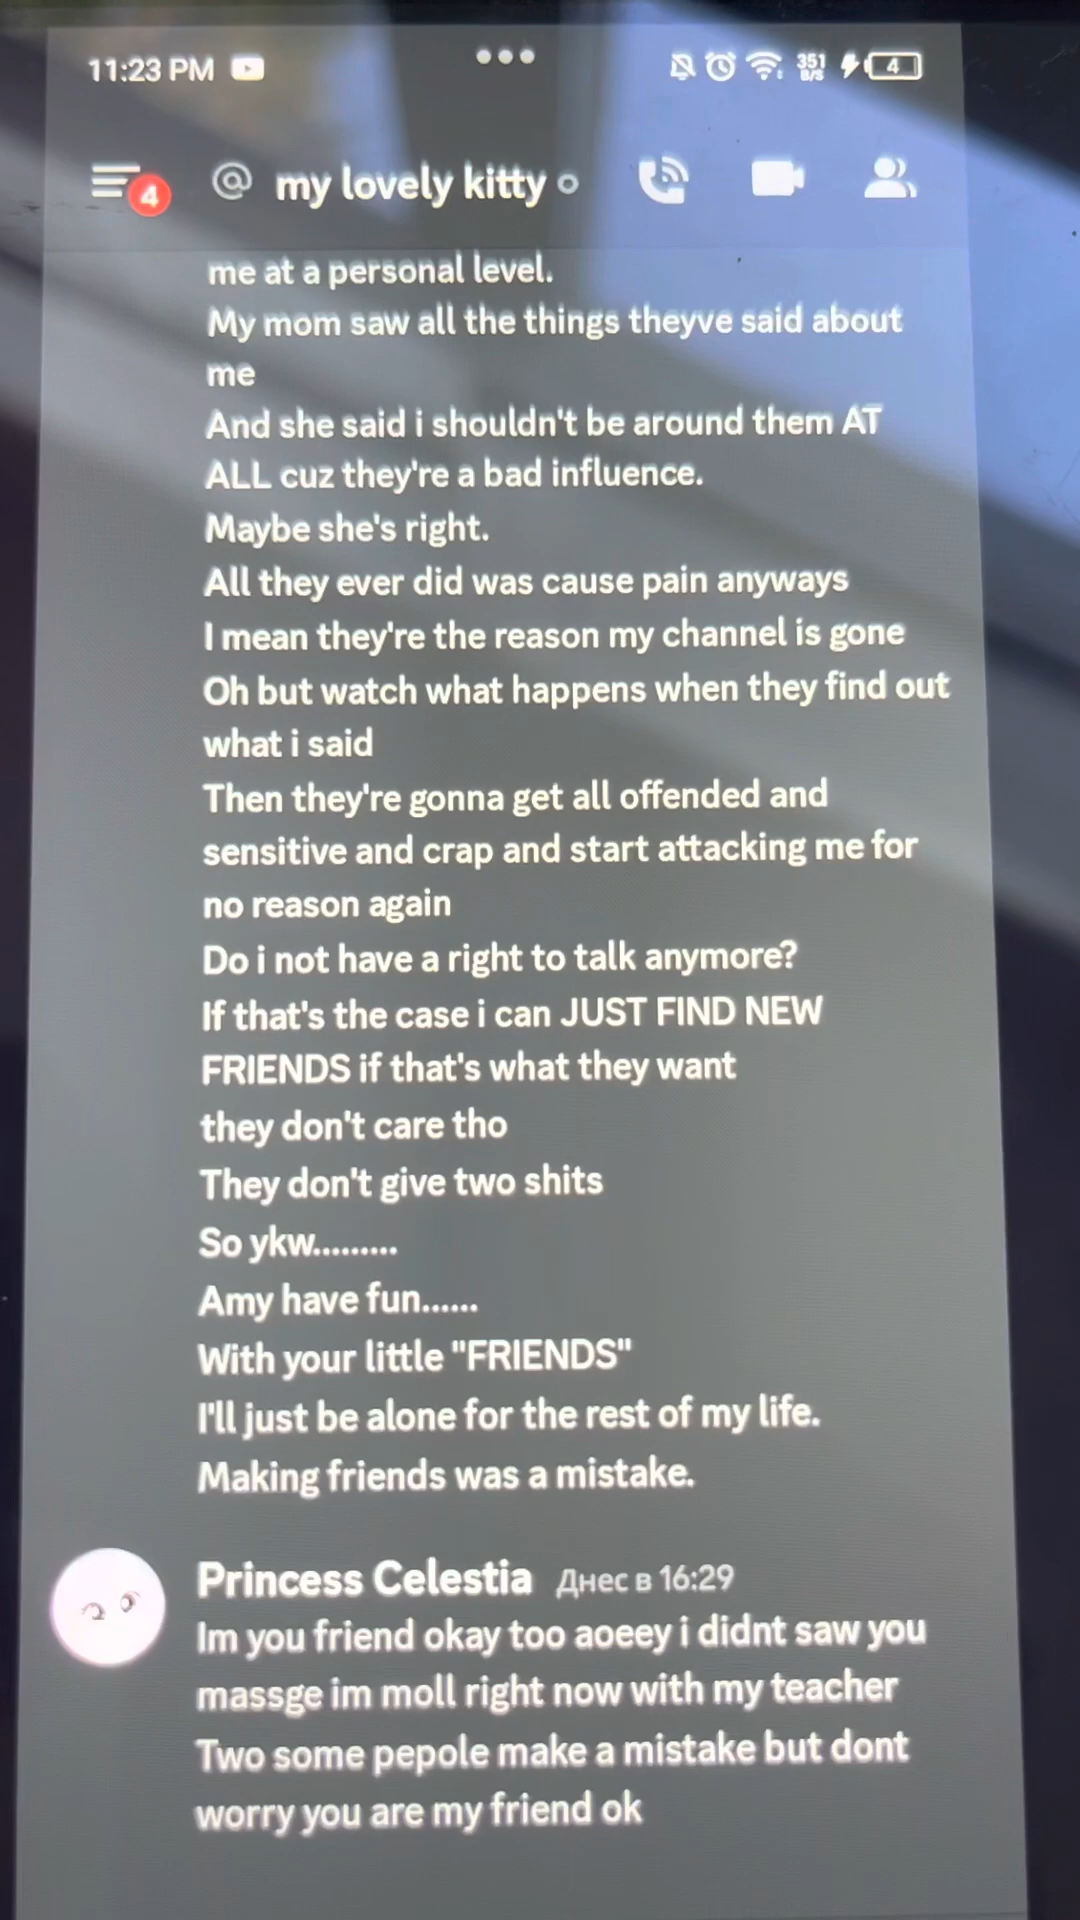 11:23 PM
351
B/S
4
4
@ my lovely kitty
me at a personal level.
My mom saw all the things theyve said about
me
And she said i shouldn't be around them AT
ALL cuz they're a bad influence.
Maybe she's right.
All they ever did was cause pain anyways
I mean they're the reason my channel is gone
Oh but watch what happens when they find out
what i said
Then they're gonna get all offended and
sensitive and crap and start attacking me for
no reason again
Do i not have a right to talk anymore?
If that's the case i can JUST FIND NEW
FRIENDS if that's what they want
they don't care tho
They don't give two shits
So ykw.........
Amy have fun......
With your little "FRIENDS"
I'll just be alone for the rest of my life.
Making friends was a mistake.
Princess Celestia Днес в 16:29
Im you friend okay too aoeey i didnt saw you
massge im moll right now with my teacher
Two some pepole make a mistake but dont
worry you are my friend ok